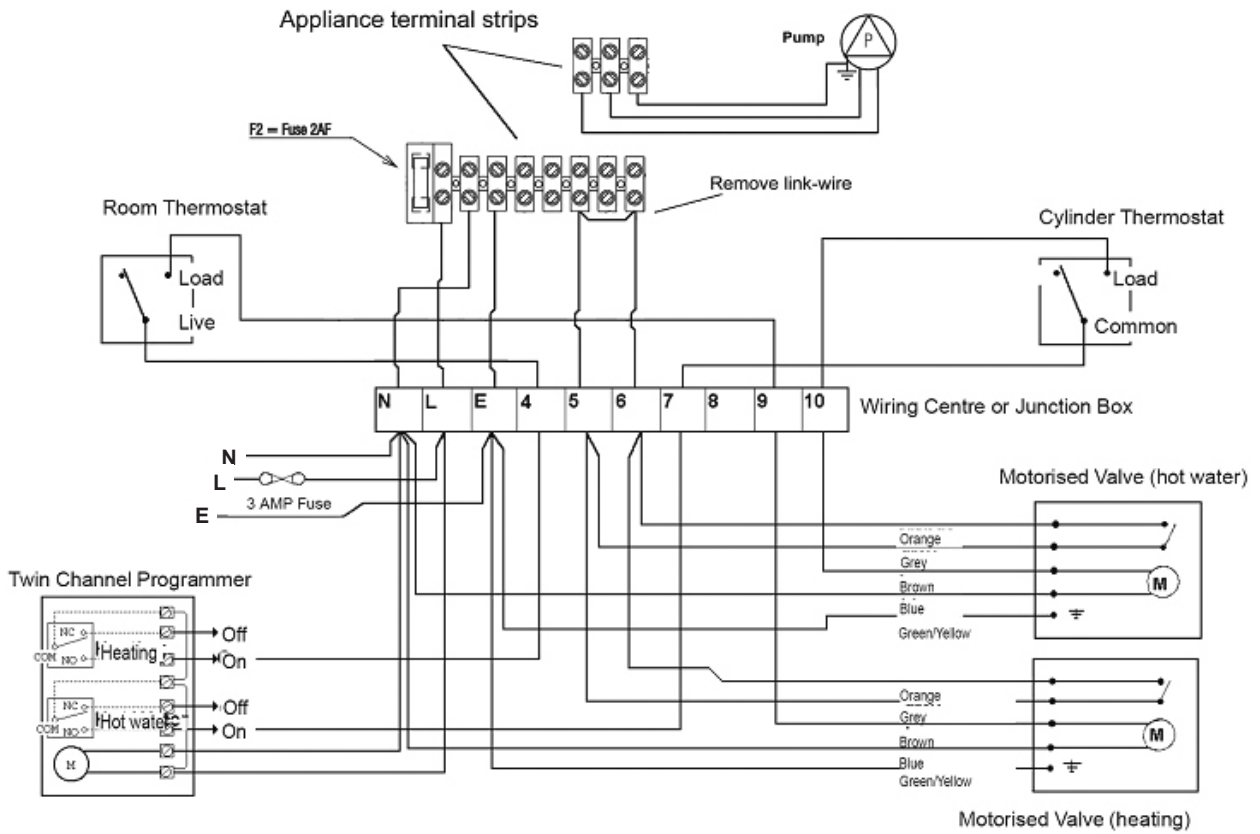 Appliance terminal strips
Pump
P
F2 = Fuse 2AF
Remove link-wire
Room Thermostat
Cylinder Thermostat
Load
Live
Load
Common
N L E 4 5 6 7 8 9 10
Wiring Centre or Junction Box
N
L
3 AMP Fuse
E
Motorised Valve (hot water)
Orange
Grey
Brown
Blue
Green/Yellow
M
Twin Channel Programmer
NC
COM
NO
Heating
Off
On
NC
COM
NO
Hot water
Off
On
M
Orange
Grey
Brown
Blue
Green/Yellow
M
Motorised Valve (heating)